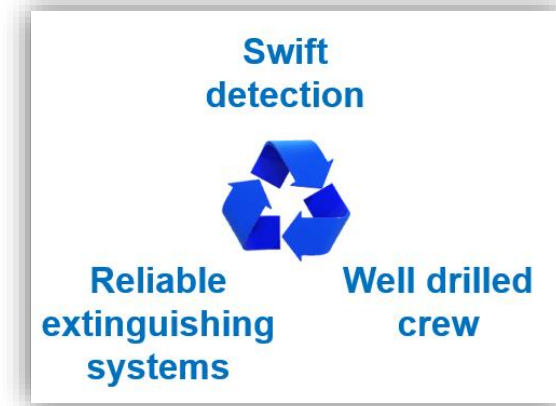 Swift
detection
Reliable
extinguishing
systems
Well drilled
crew